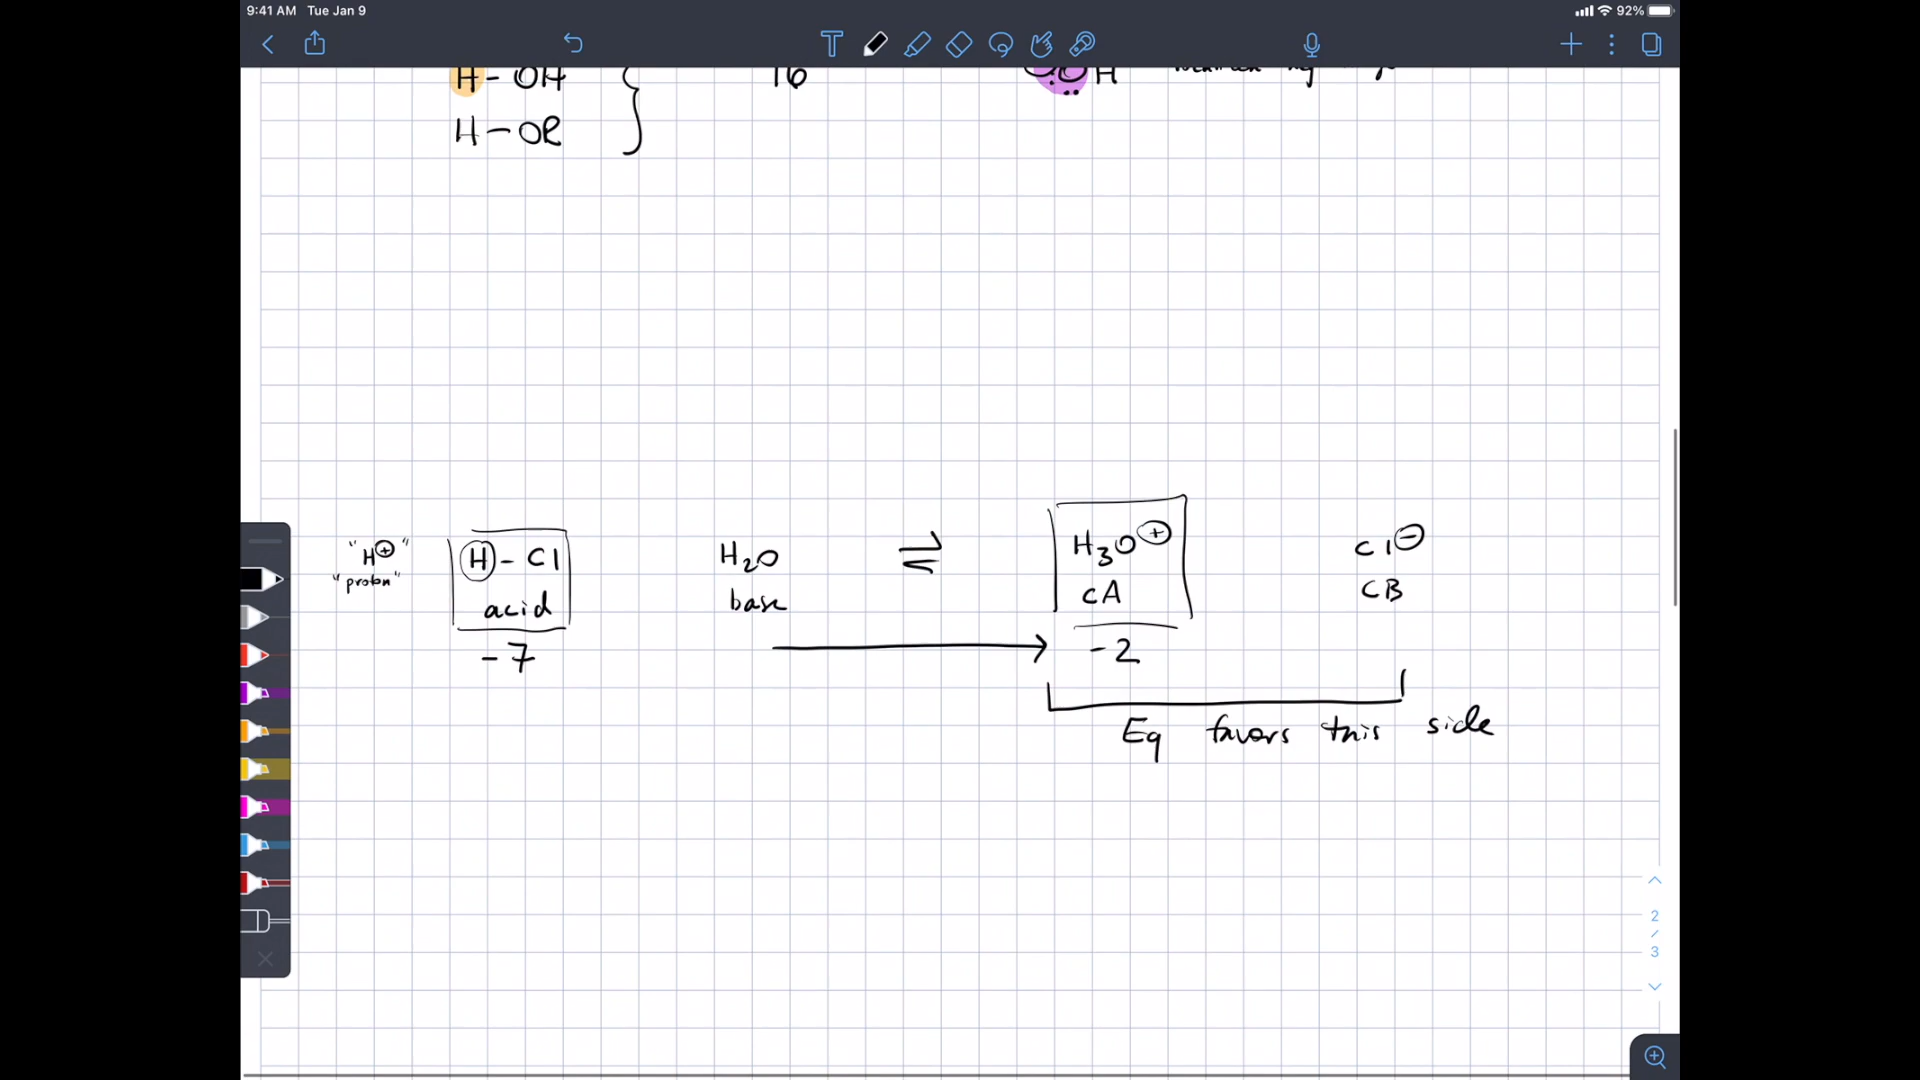 9:41 AM Tue Jan 9
92%
H - OH
16
H
H - OR
"H⊕"
H - Cl
H₂O
⇌
H₃O⊕
Cl⊖
"proton"
acid
base
CA
CB
-7
-2
Eq favors this side
2
/
3